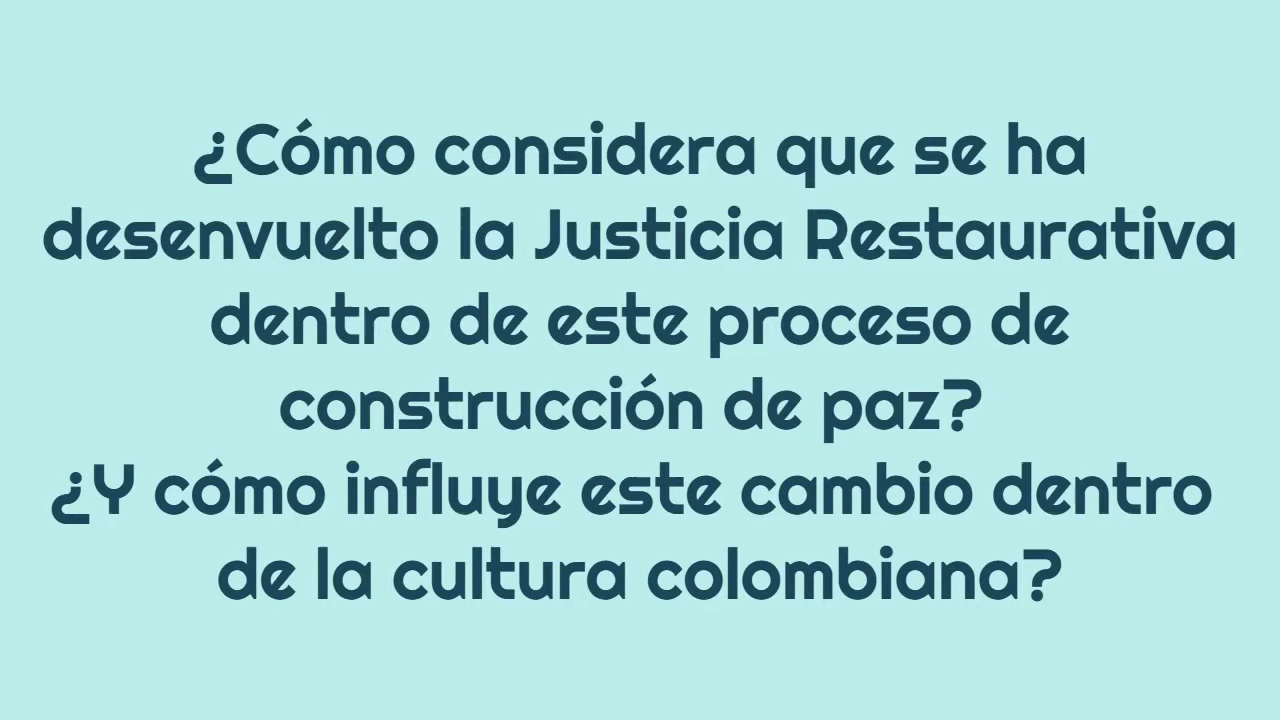 ¿Cómo considera que se ha
desenvuelto la Justicia Restaurativa
dentro de este proceso de
construcción de paz?
¿Y cómo influye este cambio dentro
de la cultura colombiana?